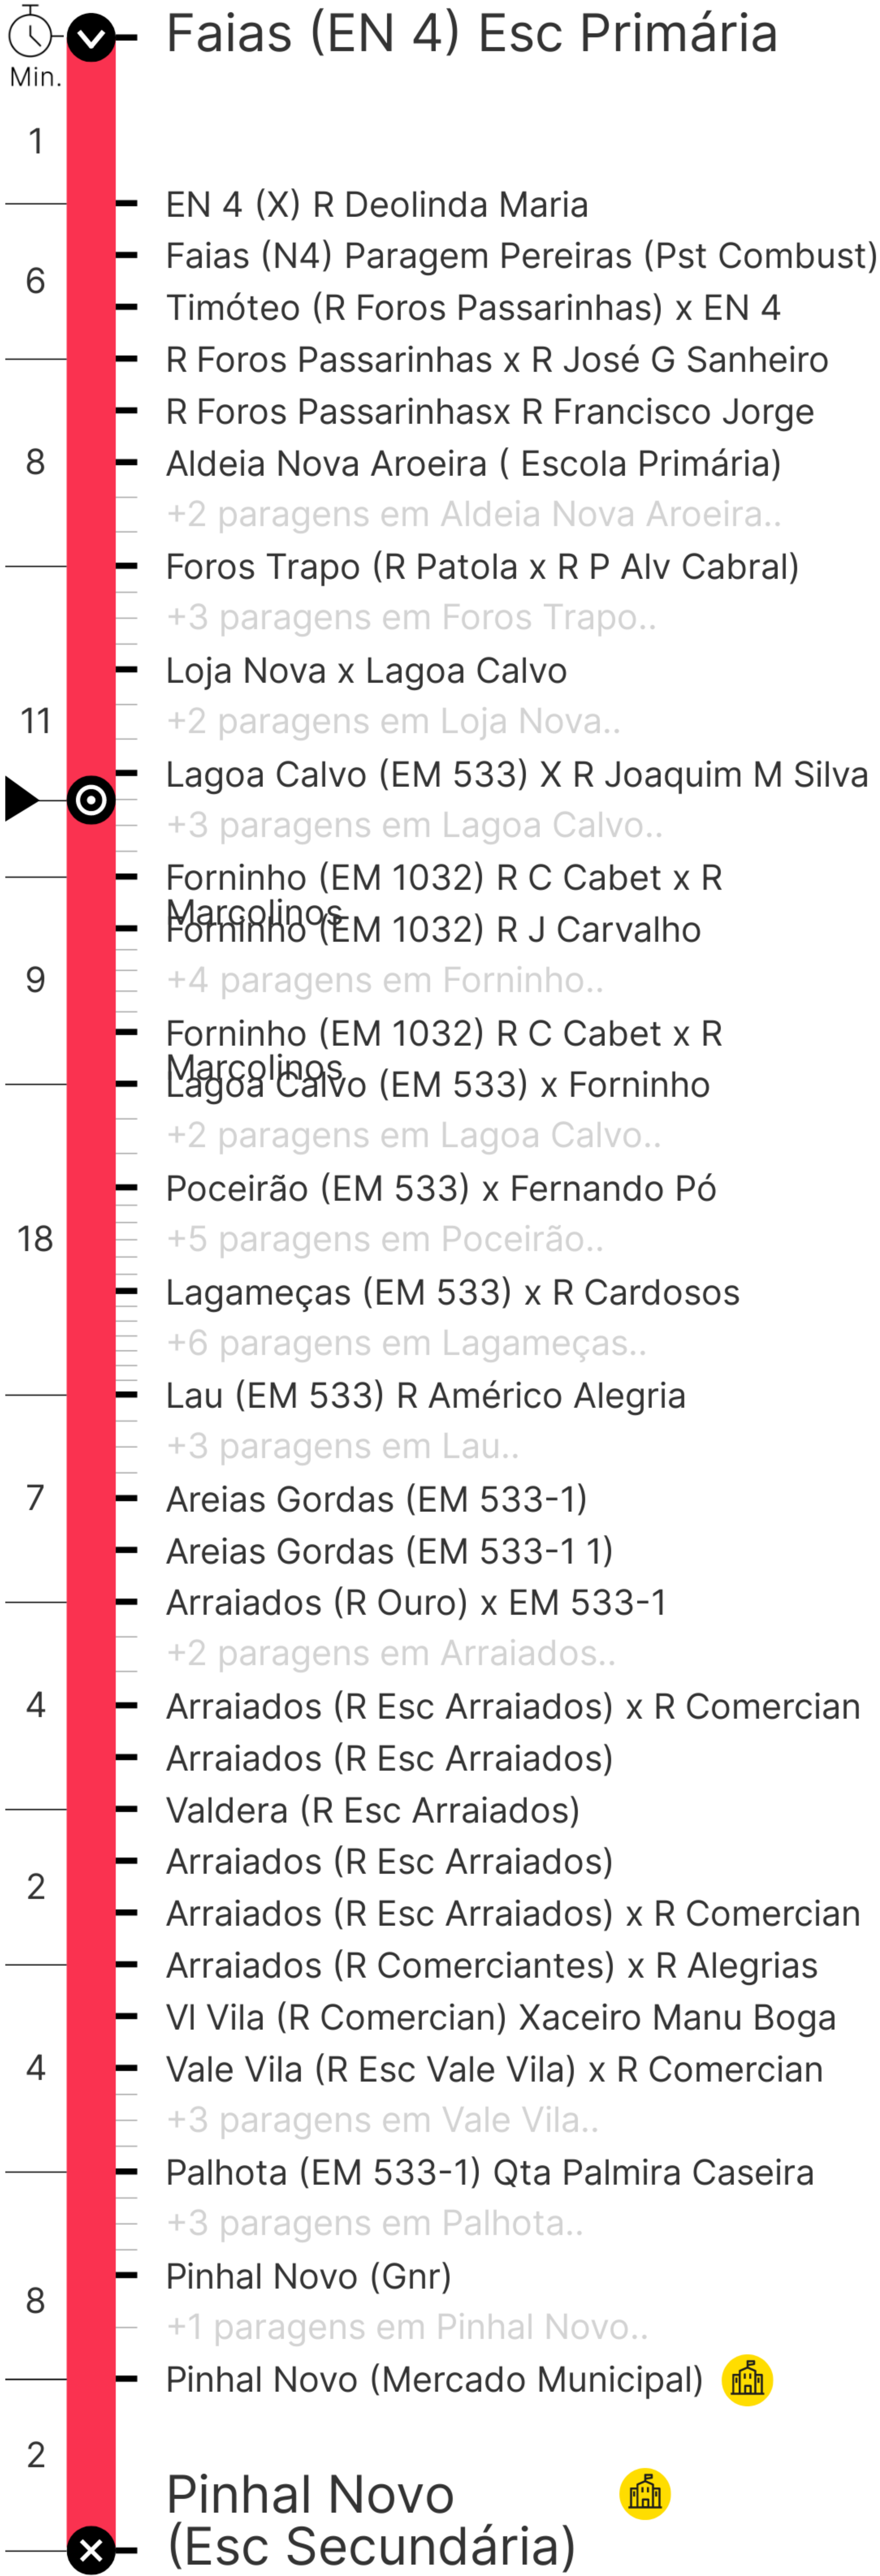 Faias (EN 4) Esc Primária
Min.
1
EN 4 (X) R Deolinda Maria
Faias (N4) Paragem Pereiras (Pst Combust)
6
Timóteo (R Foros Passarinhas) x EN 4
R Foros Passarinhas x R José G Sanheiro
R Foros Passarinhasx R Francisco Jorge
8
Aldeia Nova Aroeira ( Escola Primária)
+2 paragens em Aldeia Nova Aroeira..
Foros Trapo (R Patola x R P Alv Cabral)
+3 paragens em Foros Trapo..
Loja Nova x Lagoa Calvo
11
+2 paragens em Loja Nova..
Lagoa Calvo (EM 533) X R Joaquim M Silva
+3 paragens em Lagoa Calvo..
Forninho (EM 1032) R C Cabet x R
Marcolinos
Forninho (EM 1032) R J Carvalho
9
+4 paragens em Forninho..
Forninho (EM 1032) R C Cabet x R
Marcolinos
Lagoa Calvo (EM 533) x Forninho
+2 paragens em Lagoa Calvo..
Poceirão (EM 533) x Fernando Pó
18
+5 paragens em Poceirão..
Lagameças (EM 533) x R Cardosos
+6 paragens em Lagameças..
Lau (EM 533) R Américo Alegria
+3 paragens em Lau..
7
Areias Gordas (EM 533-1)
Areias Gordas (EM 533-1 1)
Arraiados (R Ouro) x EM 533-1
+2 paragens em Arraiados..
4
Arraiados (R Esc Arraiados) x R Comercian
Arraiados (R Esc Arraiados)
Valdera (R Esc Arraiados)
Arraiados (R Esc Arraiados)
2
Arraiados (R Esc Arraiados) x R Comercian
Arraiados (R Comerciantes) x R Alegrias
Vl Vila (R Comercian) Xaceiro Manu Boga
4
Vale Vila (R Esc Vale Vila) x R Comercian
+3 paragens em Vale Vila..
Palhota (EM 533-1) Qta Palmira Caseira
+3 paragens em Palhota..
Pinhal Novo (Gnr)
8
+1 paragens em Pinhal Novo..
Pinhal Novo (Mercado Municipal)
2
Pinhal Novo
(Esc Secundária)